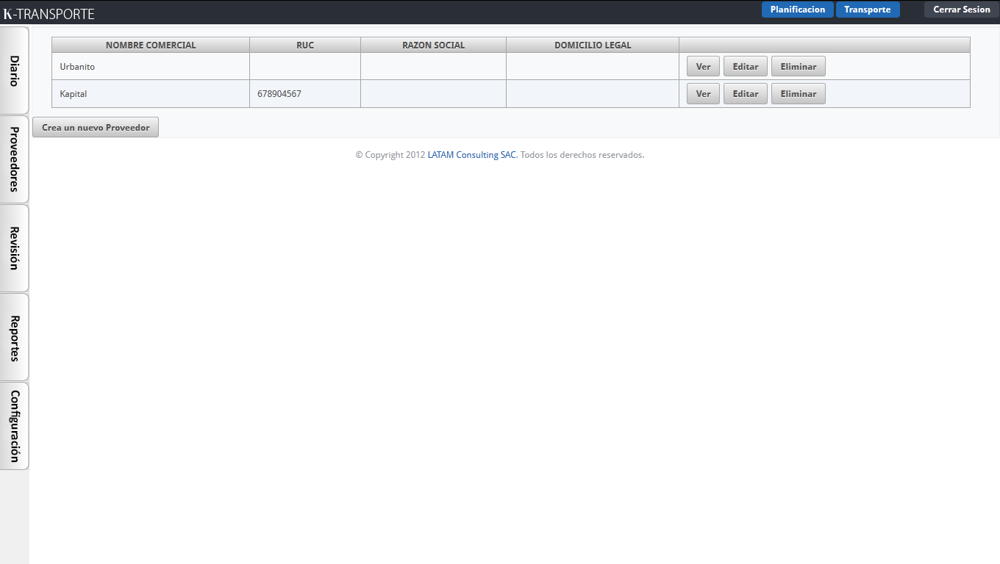 K-TRANSPORTE Planificacion Transporte Cerrar Sesion
Diario
Proveedores
Revisión
Reportes
Configuración
NOMBRE COMERCIAL RUC RAZON SOCIAL DOMICILIO LEGAL
Urbanito Ver Editar Eliminar
Kapital 678904567 Ver Editar Eliminar
Crea un nuevo Proveedor
© Copyright 2012 LATAM Consulting SAC. Todos los derechos reservados.